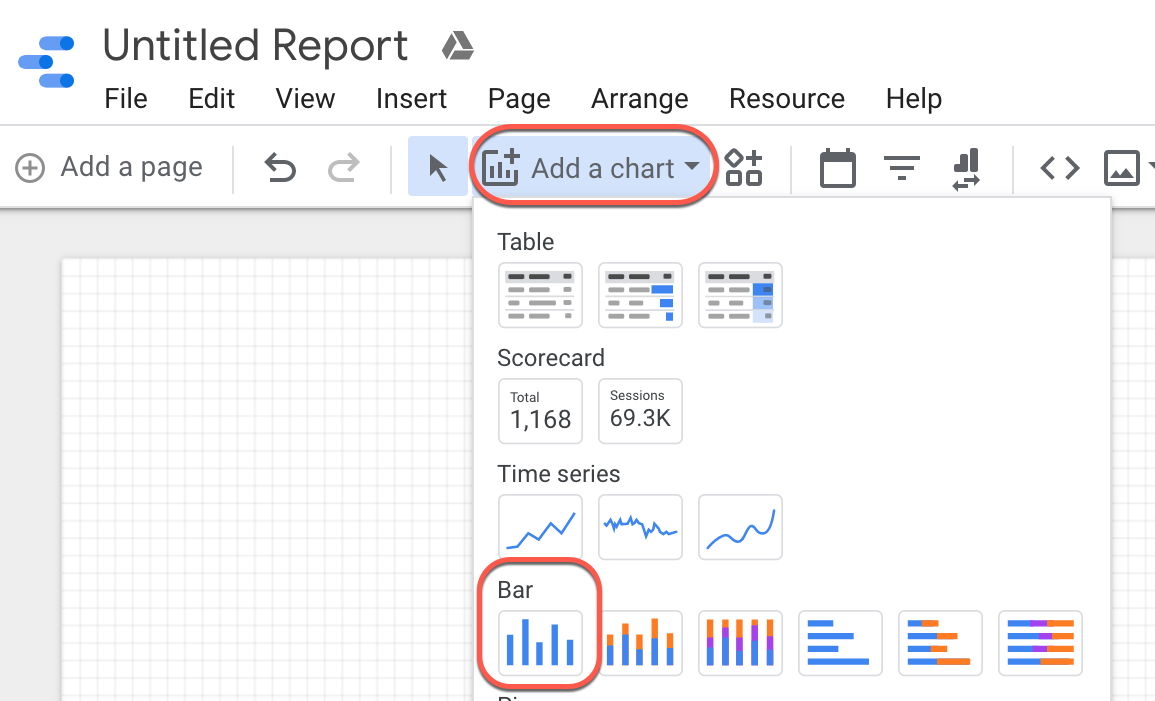 Untitled Report
File Edit View Insert Page Arrange Resource Help
Add a page Add a chart
Table
Scorecard
Total
1,168
Sessions
69.3K
Time series
Bar